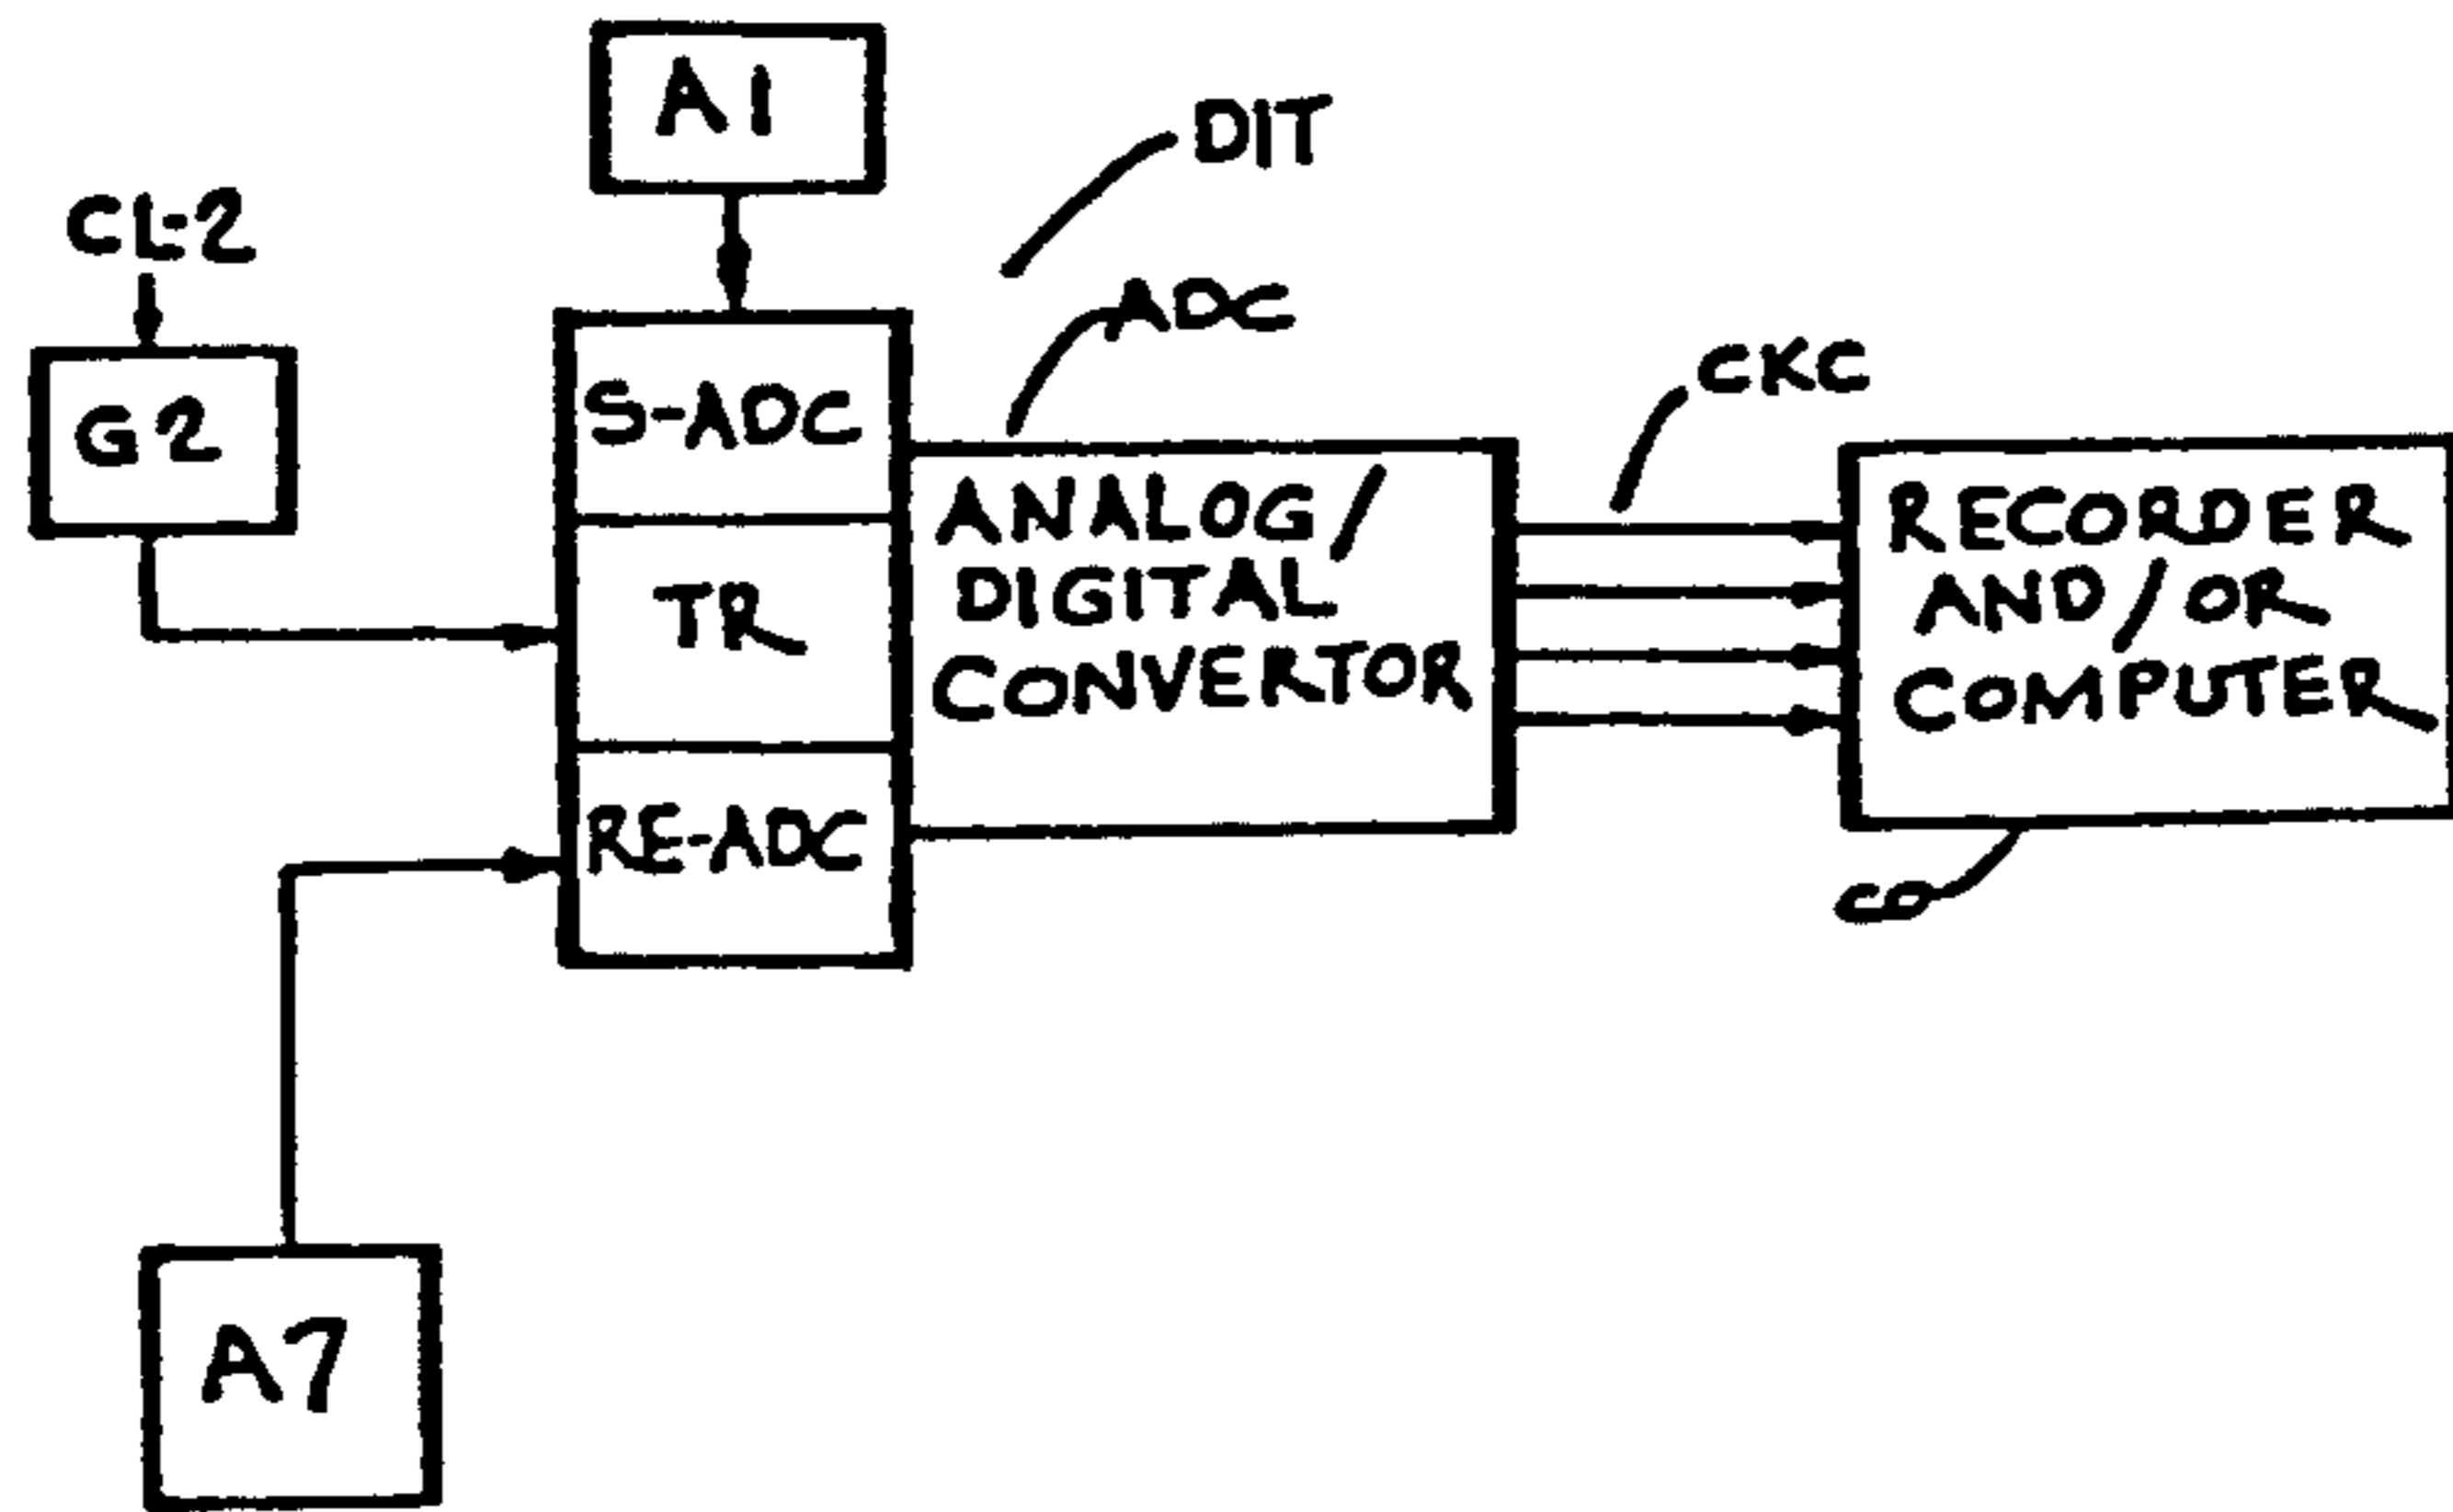 A1
DIT
CL-2
ADC
G2
S-ADC
CKC
ANALOG/
DIGITAL
CONVERTOR
RECORDER
AND/OR
COMPUTER
TR
RE-ADC
CO
A7